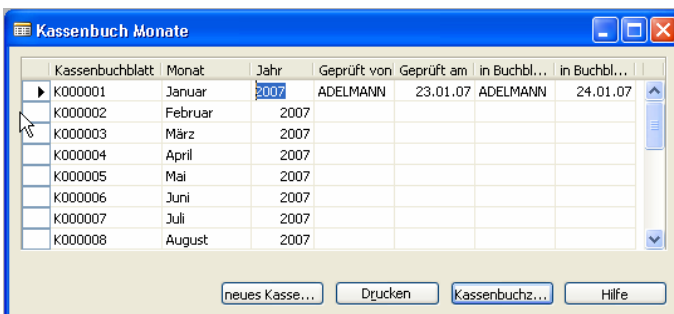 Kassenbuch Monate
Kassenbuchblatt Monat Jahr Geprüft von Geprüft am in Buchbl... in Buchbl...
K000001 Januar 2007 ADELMANN 23.01.07 ADELMANN 24.01.07
K000002 Februar 2007
K000003 März 2007
K000004 April 2007
K000005 Mai 2007
K000006 Juni 2007
K000007 Juli 2007
K000008 August 2007
neues Kasse... Drucken Kassenbuchz... Hilfe